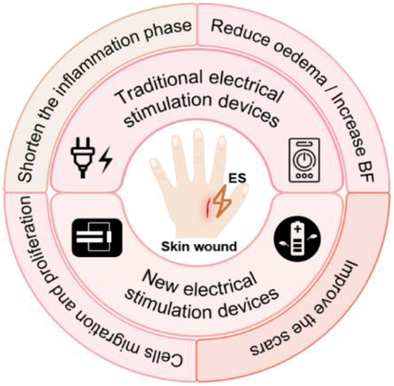 Shorten the inflammation phase
Reduce oedema / Increase BF
Traditional electrical
stimulation devices
ES
Skin wound
New electrical
stimulation devices
Cells migration and proliferation
Improve the scars